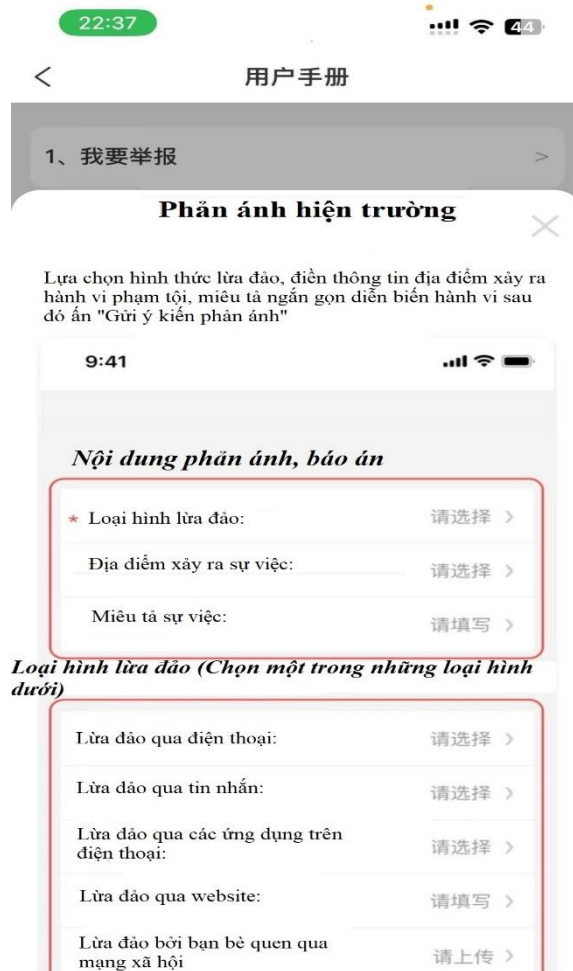 22:37
44
用户手册
1、我要举报 >
Phản ánh hiện trường
Lựa chọn hình thức lừa đảo, điền thông tin địa điểm xảy ra
hành vi phạm tội, miêu tả ngắn gọn diễn biến hành vi sau
đó ấn "Gửi ý kiến phản ánh"
9:41
Nội dung phản ánh, báo án
* Loại hình lừa đảo: 请选择 >
Địa điểm xảy ra sự việc: 请选择 >
Miêu tả sự việc: 请填写 >
Loại hình lừa đảo (Chọn một trong những loại hình
dưới)
Lừa đảo qua điện thoại: 请选择 >
Lừa đảo qua tin nhắn: 请选择 >
Lừa đảo qua các ứng dụng trên
điện thoại: 请选择 >
Lừa đảo qua website: 请填写 >
Lừa đảo bởi bạn bè quen qua
mạng xã hội 请上传 >